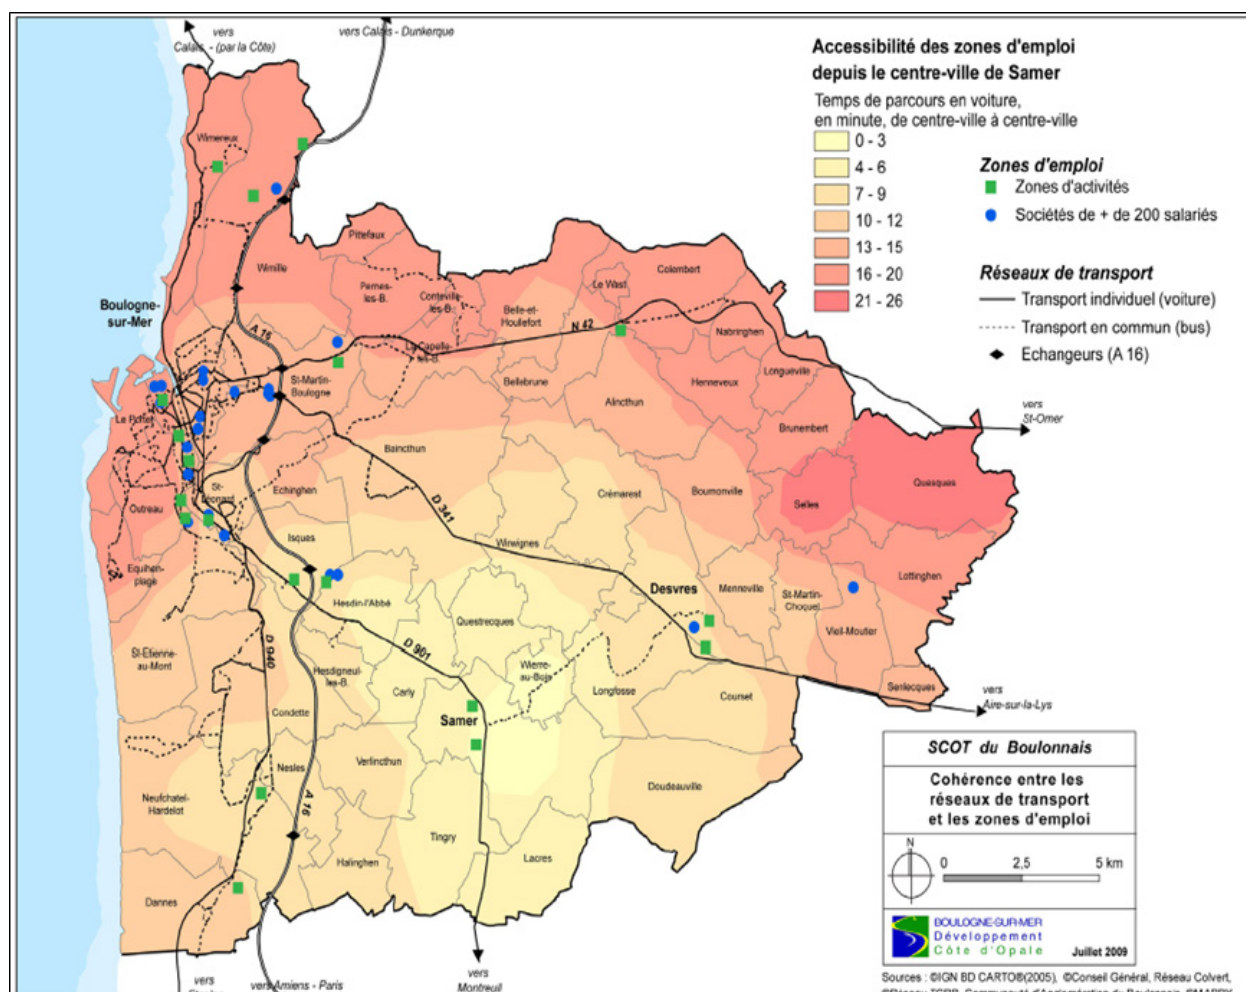 vers
Calais - (par la Côte)
vers Calais - Dunkerque
Accessibilité des zones d'emploi
depuis le centre-ville de Samer
Temps de parcours en voiture,
en minute, de centre-ville à centre-ville
0 - 3
4 - 6
7 - 9
10 - 12
13 - 15
16 - 20
21 - 26
Zones d'emploi
Zones d'activités
Sociétés de + de 200 salariés
Réseaux de transport
Transport individuel (voiture)
Transport en commun (bus)
Echangeurs (A 16)
Wimereux
Pittefaux
Wimille
Colembert
Le Wast
Pernes-
les-B.
Conteville-
les-B.
Belle-et-
Houllefort
Boulogne-
sur-Mer
A 16
N 42
Nabringhen
La Capelle-
les-B.
St-Martin-
Boulogne
Bellebrune
Henneveux
Longueville
Alincthun
Le Portel
Brunembert
vers
St-Omer
Baincthun
Echinghen
Crémarest
Bournonville
Selles
Quesques
St-
Léonard
Outreau
D 341
Isques
Wirwignes
Equihen-
plage
Hesdin-l'Abbé
Desvres
Menneville
St-Martin-
Choquel
Lottinghen
Questrecques
Vieil-Moutier
St-Etienne-
au-Mont
D 940
D 901
Hesdigneul-
les-B.
Wierre-
au-Bois
Carly
Longfosse
Courset
Senlecques
vers
Aire-sur-la-Lys
Condette
Samer
Nesles
Verlincthun
Neufchatel-
Hardelot
A 16
Doudeauville
Tingry
Halinghen
Lacres
Dannes
vers
vers Amiens - Paris
vers
Montreuil
SCOT du Boulonnais
Cohérence entre les
réseaux de transport
et les zones d'emploi
N
0 2,5 5 km
BOULOGNE-SUR-MER
Développement
Côte d'Opale
Juillet 2009
Sources : ©IGN BD CARTO®(2005), ©Conseil Général, Réseau Colvert,